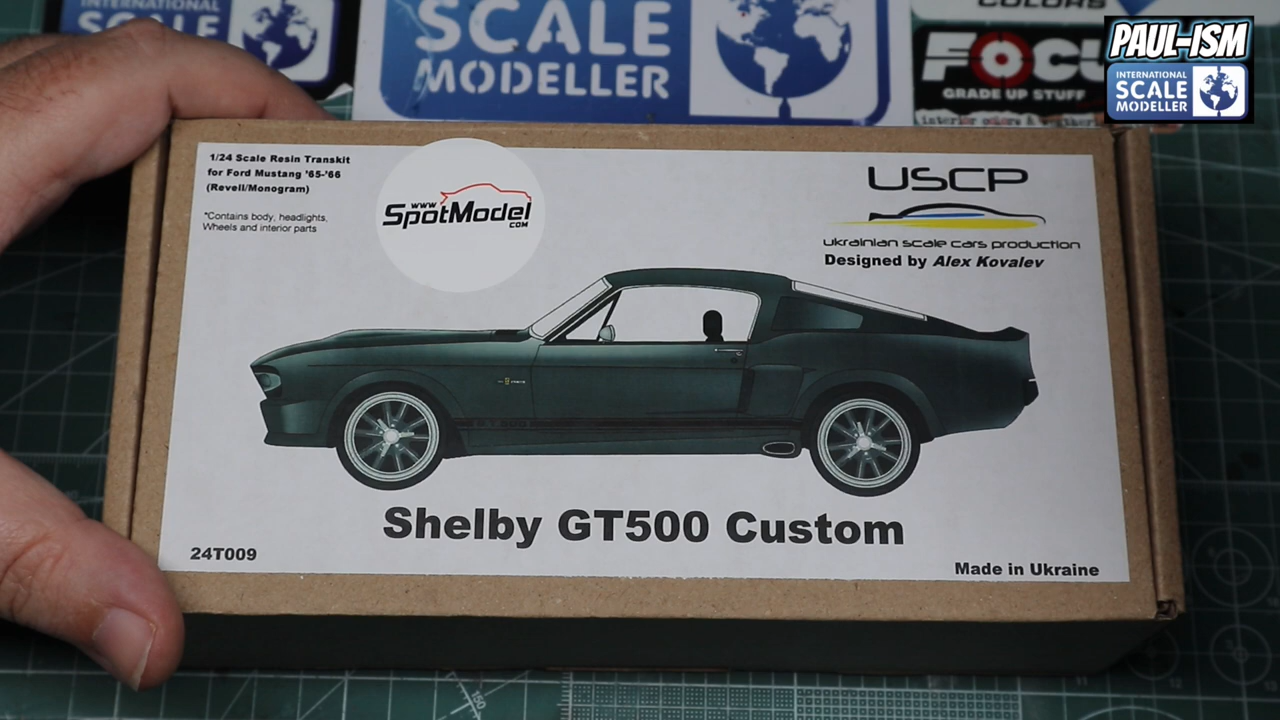 INTERNATIONAL
SCALE
MODELLER
COLORS
FOCU
GRADE UP STUFF
PAUL-ISM
INTERNATIONAL
SCALE
MODELLER
1/24 Scale Resin Transkit
for Ford Mustang '65-'66
(Revell/Monogram)
*Contains body, headlights,
Wheels and interior parts
www
SpotModel
.COM
USCP
ukrainian scale cars production
Designed by Alex Kovalev
Shelby GT500 Custom
24T009
Made in Ukraine
150